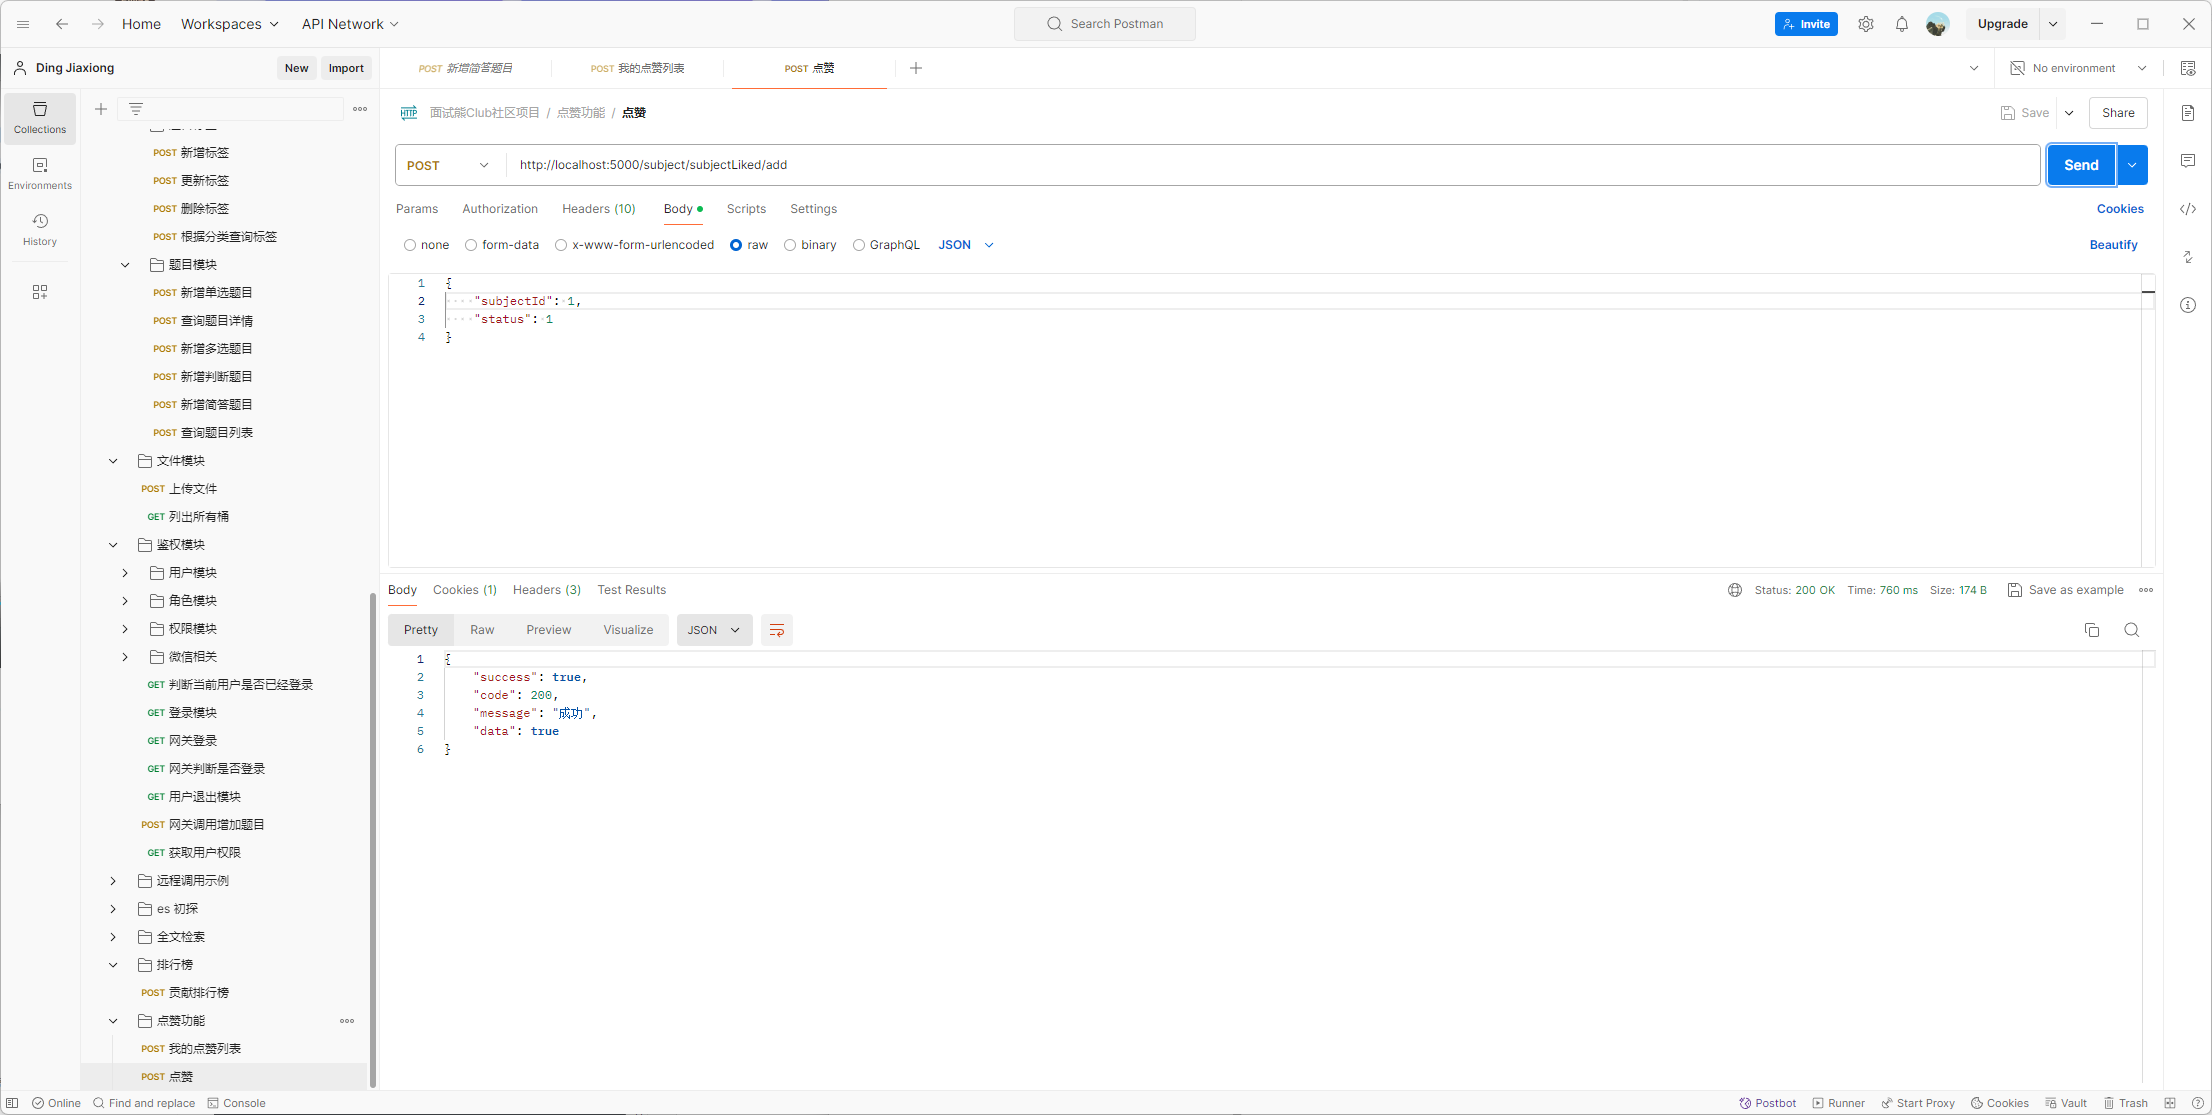 Home Workspaces API Network Search Postman Invite Upgrade
Ding Jiaxiong New Import
POST 新增简答题目 POST 我的点赞列表 POST 点赞 No environment
Collections
Environments
History
POST 新增标签
POST 更新标签
POST 删除标签
POST 根据分类查询标签
题目模块
POST 新增单选题目
POST 查询题目详情
POST 新增多选题目
POST 新增判断题目
POST 新增简答题目
POST 查询题目列表
文件模块
POST 上传文件
GET 列出所有桶
鉴权模块
用户模块
角色模块
权限模块
微信相关
GET 判断当前用户是否已经登录
GET 登录模块
GET 网关登录
GET 网关判断是否登录
GET 用户退出模块
POST 网关调用增加题目
GET 获取用户权限
远程调用示例
es 初探
全文检索
排行榜
POST 贡献排行榜
点赞功能
POST 我的点赞列表
POST 点赞
HTTP 面试熊Club社区项目 / 点赞功能 / 点赞 Save Share
POST http://localhost:5000/subject/subjectLiked/add Send
Params Authorization Headers (10) Body Scripts Settings Cookies
none form-data x-www-form-urlencoded raw binary GraphQL JSON Beautify
1 {
2 "subjectId": 1,
3 "status": 1
4 }
Body Cookies (1) Headers (3) Test Results Status: 200 OK Time: 760 ms Size: 174 B Save as example
Pretty Raw Preview Visualize JSON
1 {
2 "success": true,
3 "code": 200,
4 "message": "成功",
5 "data": true
6 }
Online Find and replace Console Postbot Runner Start Proxy Cookies Vault Trash